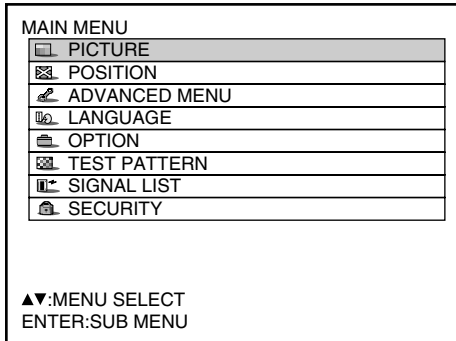 MAIN MENU
PICTURE
POSITION
ADVANCED MENU
LANGUAGE
OPTION
TEST PATTERN
SIGNAL LIST
SECURITY
▲▼:MENU SELECT
ENTER:SUB MENU